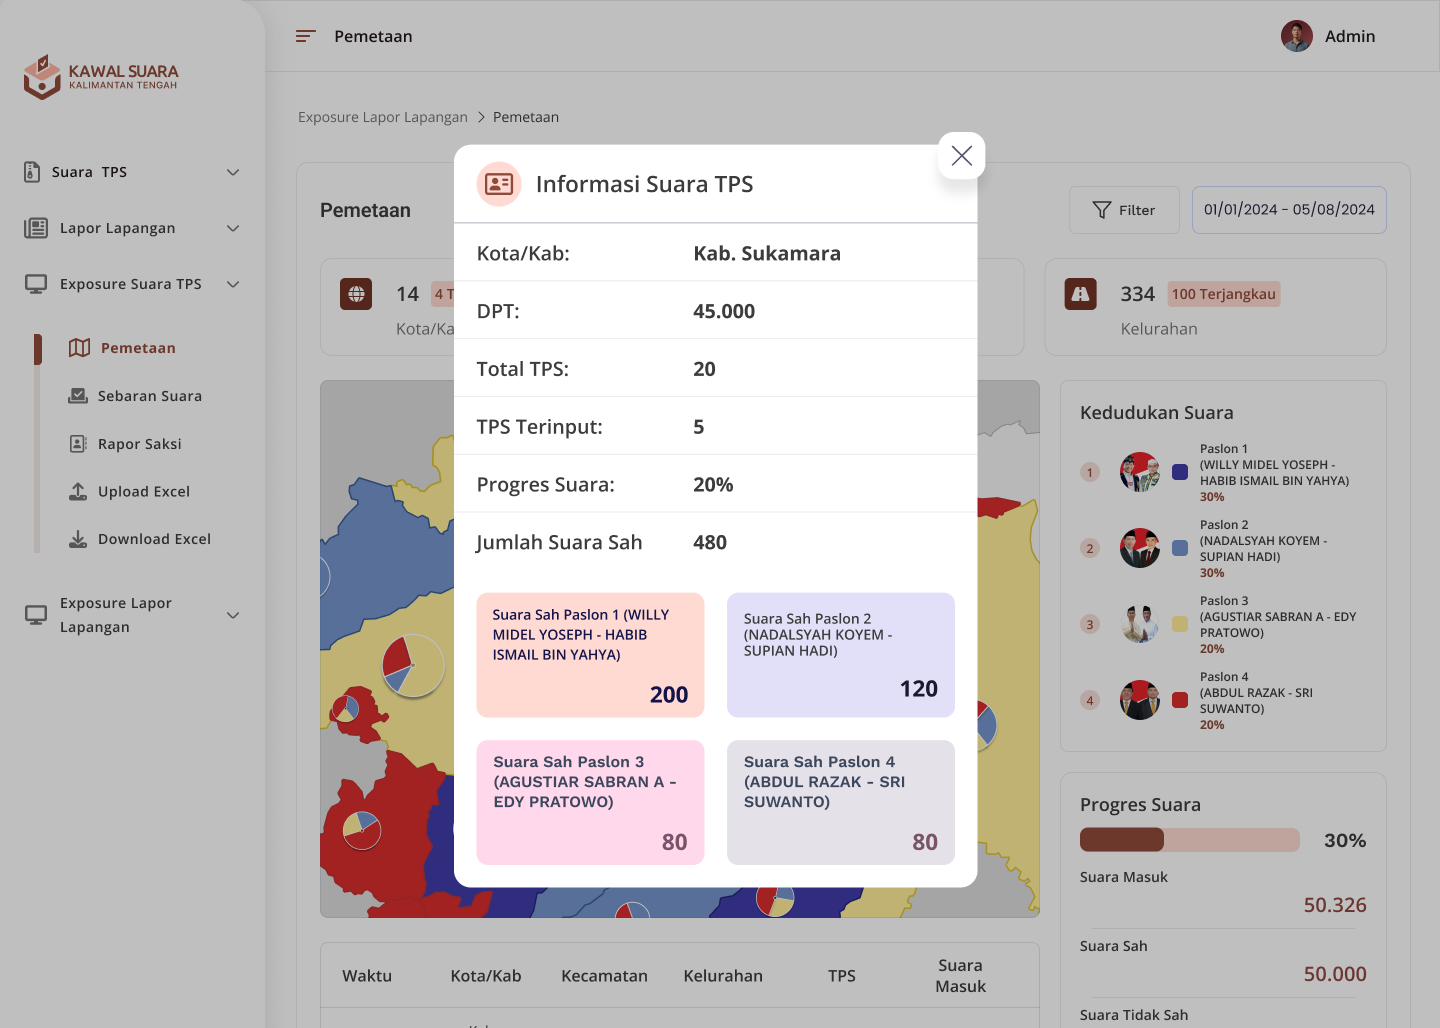 KAWAL SUARA
KALIMANTAN TENGAH
Pemetaan
Admin
Exposure Lapor Lapangan > Pemetaan
Suara TPS
Lapor Lapangan
Exposure Suara TPS
Pemetaan
Sebaran Suara
Rapor Saksi
Upload Excel
Download Excel
Exposure Lapor
Lapangan
Pemetaan
Filter
01/01/2024 - 05/08/2024
14
4 T
Kota/Ka
334
100 Terjangkau
Kelurahan
Informasi Suara TPS
Kota/Kab: Kab. Sukamara
DPT: 45.000
Total TPS: 20
TPS Terinput: 5
Progres Suara: 20%
Jumlah Suara Sah 480
Suara Sah Paslon 1 (WILLY
MIDEL YOSEPH - HABIB
ISMAIL BIN YAHYA)
200
Suara Sah Paslon 2
(NADALSYAH KOYEM -
SUPIAN HADI)
120
Suara Sah Paslon 3
(AGUSTIAR SABRAN A -
EDY PRATOWO)
80
Suara Sah Paslon 4
(ABDUL RAZAK - SRI
SUWANTO)
80
Kedudukan Suara
1
Paslon 1
(WILLY MIDEL YOSEPH -
HABIB ISMAIL BIN YAHYA)
30%
2
Paslon 2
(NADALSYAH KOYEM -
SUPIAN HADI)
30%
3
Paslon 3
(AGUSTIAR SABRAN A - EDY
PRATOWO)
20%
4
Paslon 4
(ABDUL RAZAK - SRI
SUWANTO)
20%
Progres Suara
30%
Suara Masuk
50.326
Suara Sah
50.000
Suara Tidak Sah
Waktu Kota/Kab Kecamatan Kelurahan TPS Suara
Masuk